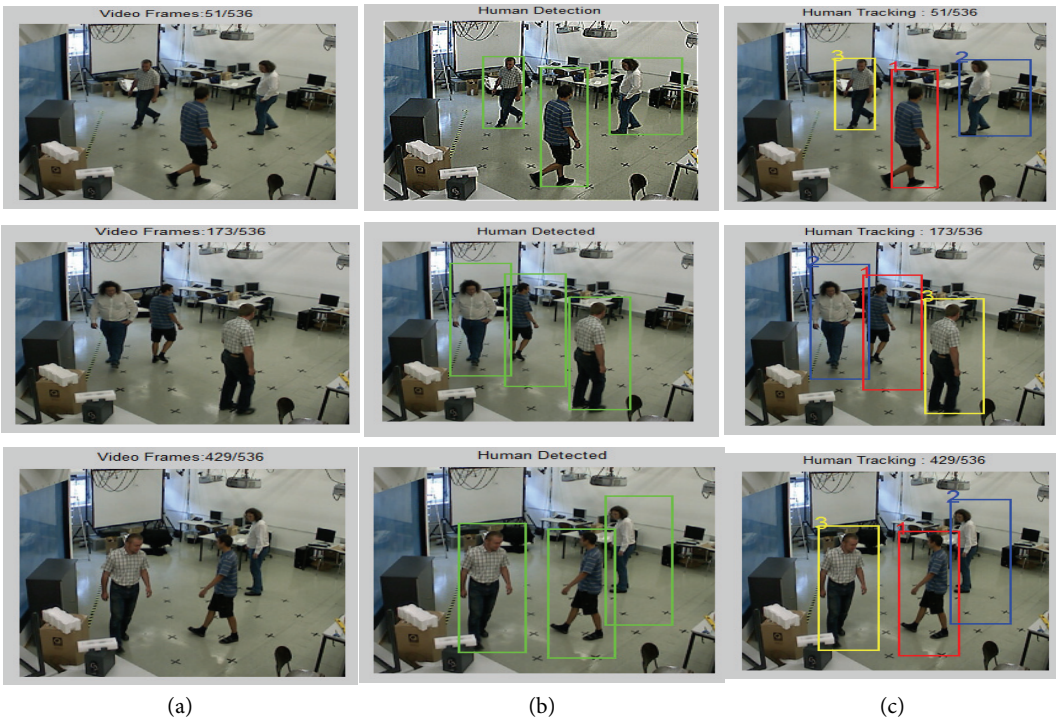 Video Frames:51/536
Human Detection
Human Tracking : 51/536
3
1
2
Video Frames:173/536
Human Detected
Human Tracking : 173/536
2
1
3
Video Frames:429/536
Human Detected
Human Tracking : 429/536
3
1
2
(a)
(b)
(c)